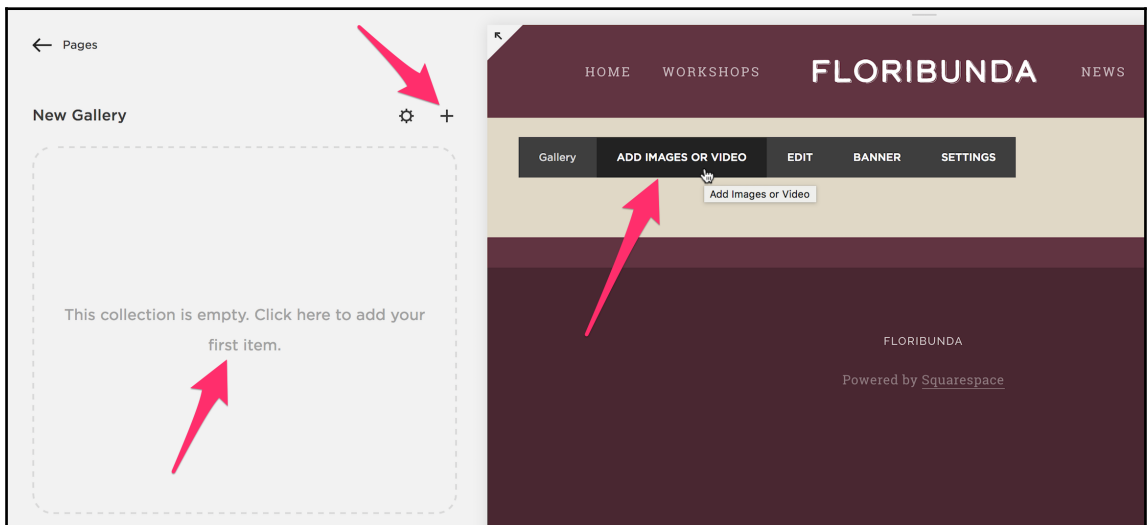 Pages
New Gallery
This collection is empty. Click here to add your
first item.
HOME WORKSHOPS FLORIBUNDA NEWS
Gallery ADD IMAGES OR VIDEO EDIT BANNER SETTINGS
Add Images or Video
FLORIBUNDA
Powered by Squarespace